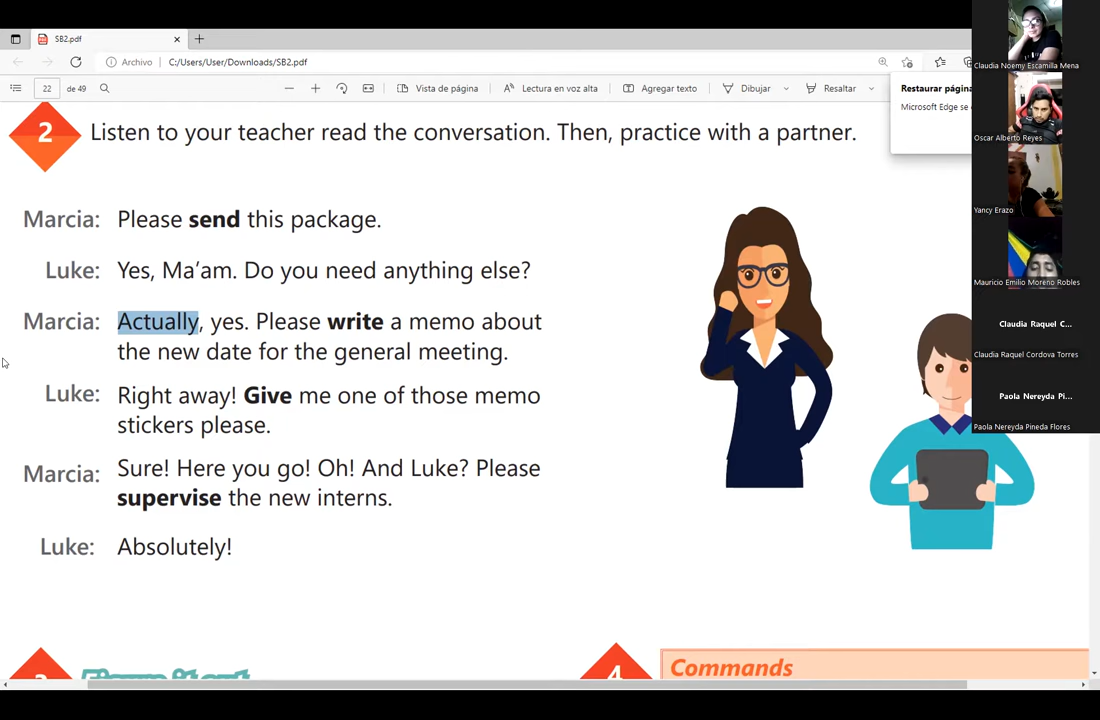 SB2.pdf
Archivo
C:/Users/User/Downloads/SB2.pdf
22
de 49
Vista de página
Lectura en voz alta
Agregar texto
Dibujar
Resaltar
Restaurar página
Microsoft Edge se
2
Listen to your teacher read the conversation. Then, practice with a partner.
Marcia: Please send this package.
Luke: Yes, Ma'am. Do you need anything else?
Marcia: Actually, yes. Please write a memo about
the new date for the general meeting.
Luke: Right away! Give me one of those memo
stickers please.
Marcia: Sure! Here you go! Oh! And Luke? Please
supervise the new interns.
Luke: Absolutely!
4
Commands
Claudia Noemy Escamilla Mena
Oscar Alberto Reyes
Yancy Erazo
Mauricio Emilio Moreno Robles
Claudia Raquel C...
Claudia Raquel Cordova Torres
Paola Nereyda Pi...
Paola Nereyda Pineda Flores